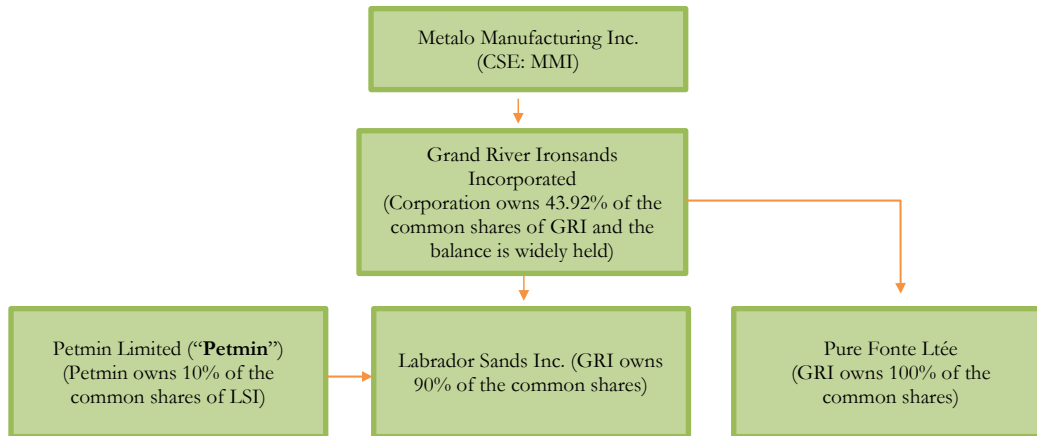 Metalo Manufacturing Inc.
(CSE: MMI)
Grand River Ironsands
Incorporated
(Corporation owns 43.92% of the
common shares of GRI and the
balance is widely held)
Petmin Limited (“Petmin”)
(Petmin owns 10% of the
common shares of LSI)
Labrador Sands Inc. (GRI owns
90% of the common shares)
Pure Fonte Ltée
(GRI owns 100% of the
common shares)